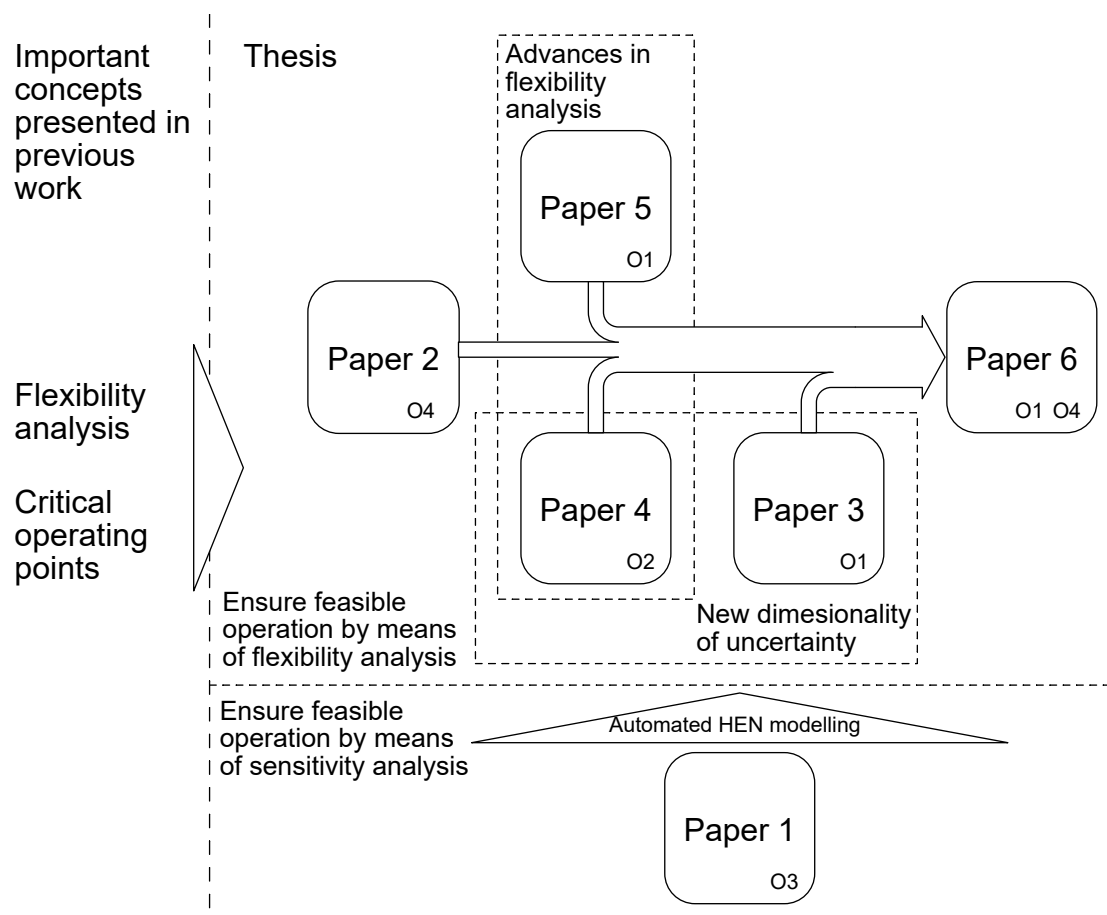 Important
concepts
presented in
previous
work
Thesis
Advances in
flexibility
analysis
Paper 5
O1
Paper 2
O4
Paper 6
O1 O4
Flexibility
analysis
Critical
operating
points
Paper 4
O2
Paper 3
O1
Ensure feasible
operation by means
of flexibility analysis
New dimesionality
of uncertainty
Ensure feasible
operation by means
of sensitivity analysis
Automated HEN modelling
Paper 1
O3